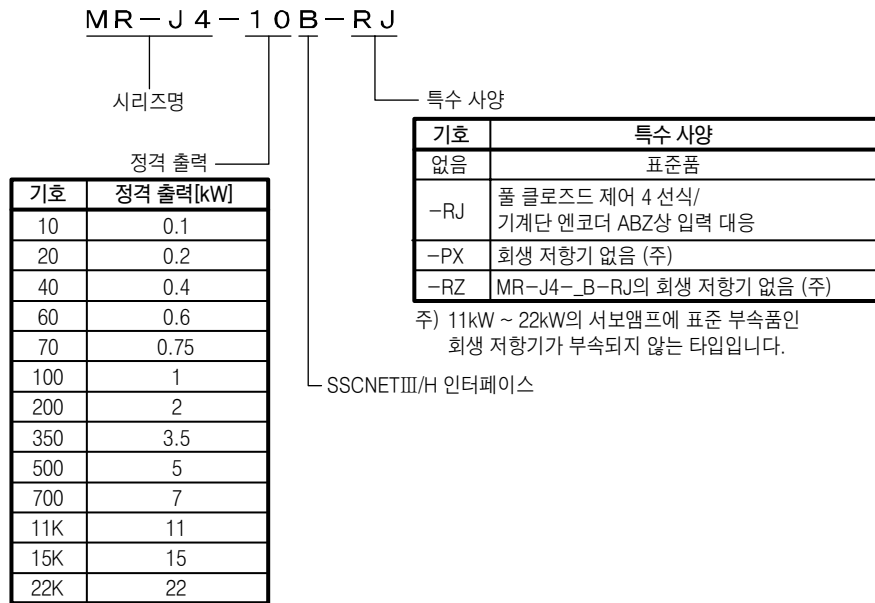 MR-J4-10B-RJ
시리즈명
정격 출력
기호 정격 출력[kW]
10 0.1
20 0.2
40 0.4
60 0.6
70 0.75
100 1
200 2
350 3.5
500 5
700 7
11K 11
15K 15
22K 22
특수 사양
기호 특수 사양
없음 표준품
-RJ 풀 클로즈드 제어 4 선식/
기계단 엔코더 ABZ상 입력 대응
-PX 회생 저항기 없음 (주)
-RZ MR-J4-_B-RJ의 회생 저항기 없음 (주)
주) 11kW ~ 22kW의 서보앰프에 표준 부속품인
회생 저항기가 부속되지 않는 타입입니다.
SSCNETⅢ/H 인터페이스